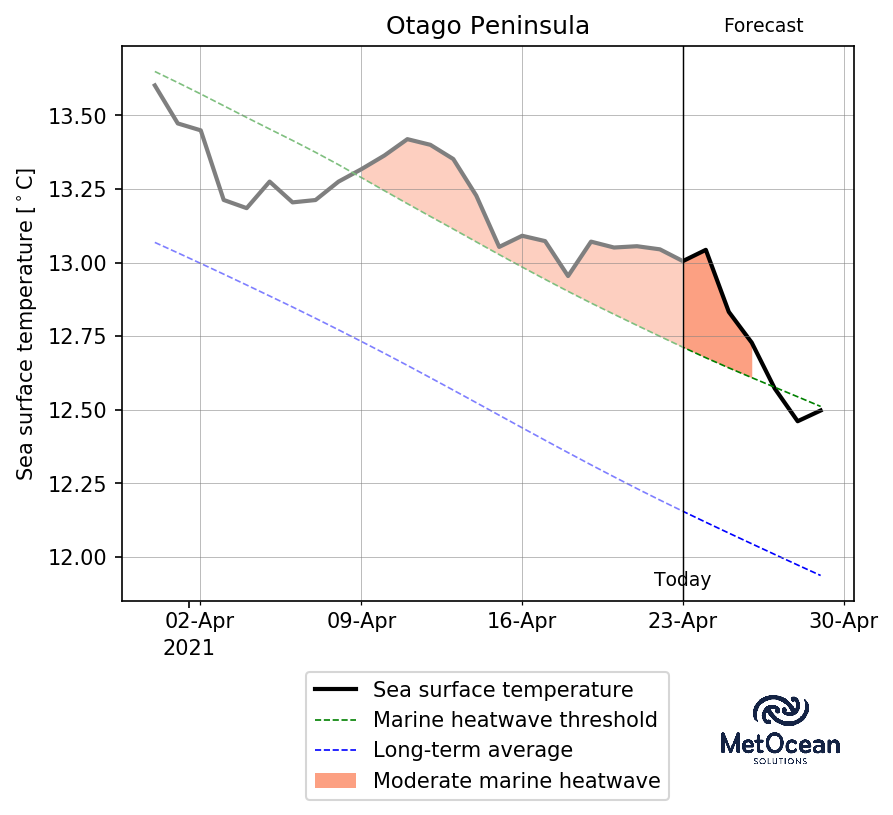 Otago Peninsula
Forecast
Sea surface temperature [°C]
13.50
13.25
13.00
12.75
12.50
12.25
12.00
Today
02-Apr
09-Apr
16-Apr
23-Apr
30-Apr
2021
Sea surface temperature
Marine heatwave threshold
Long-term average
Moderate marine heatwave
MetOcean
SOLUTIONS